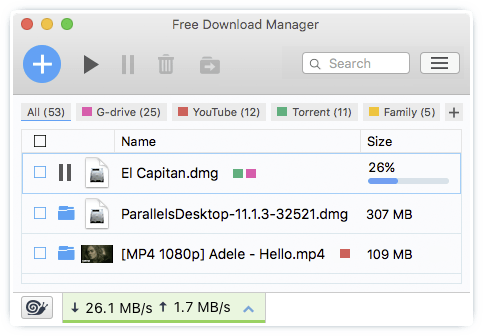 Free Download Manager
Search
All (53) G-drive (25) YouTube (12) Torrent (11) Family (5)
Name Size
El Capitan.dmg 26%
ParallelsDesktop-11.1.3-32521.dmg 307 MB
[MP4 1080p] Adele - Hello.mp4 109 MB
26.1 MB/s 1.7 MB/s